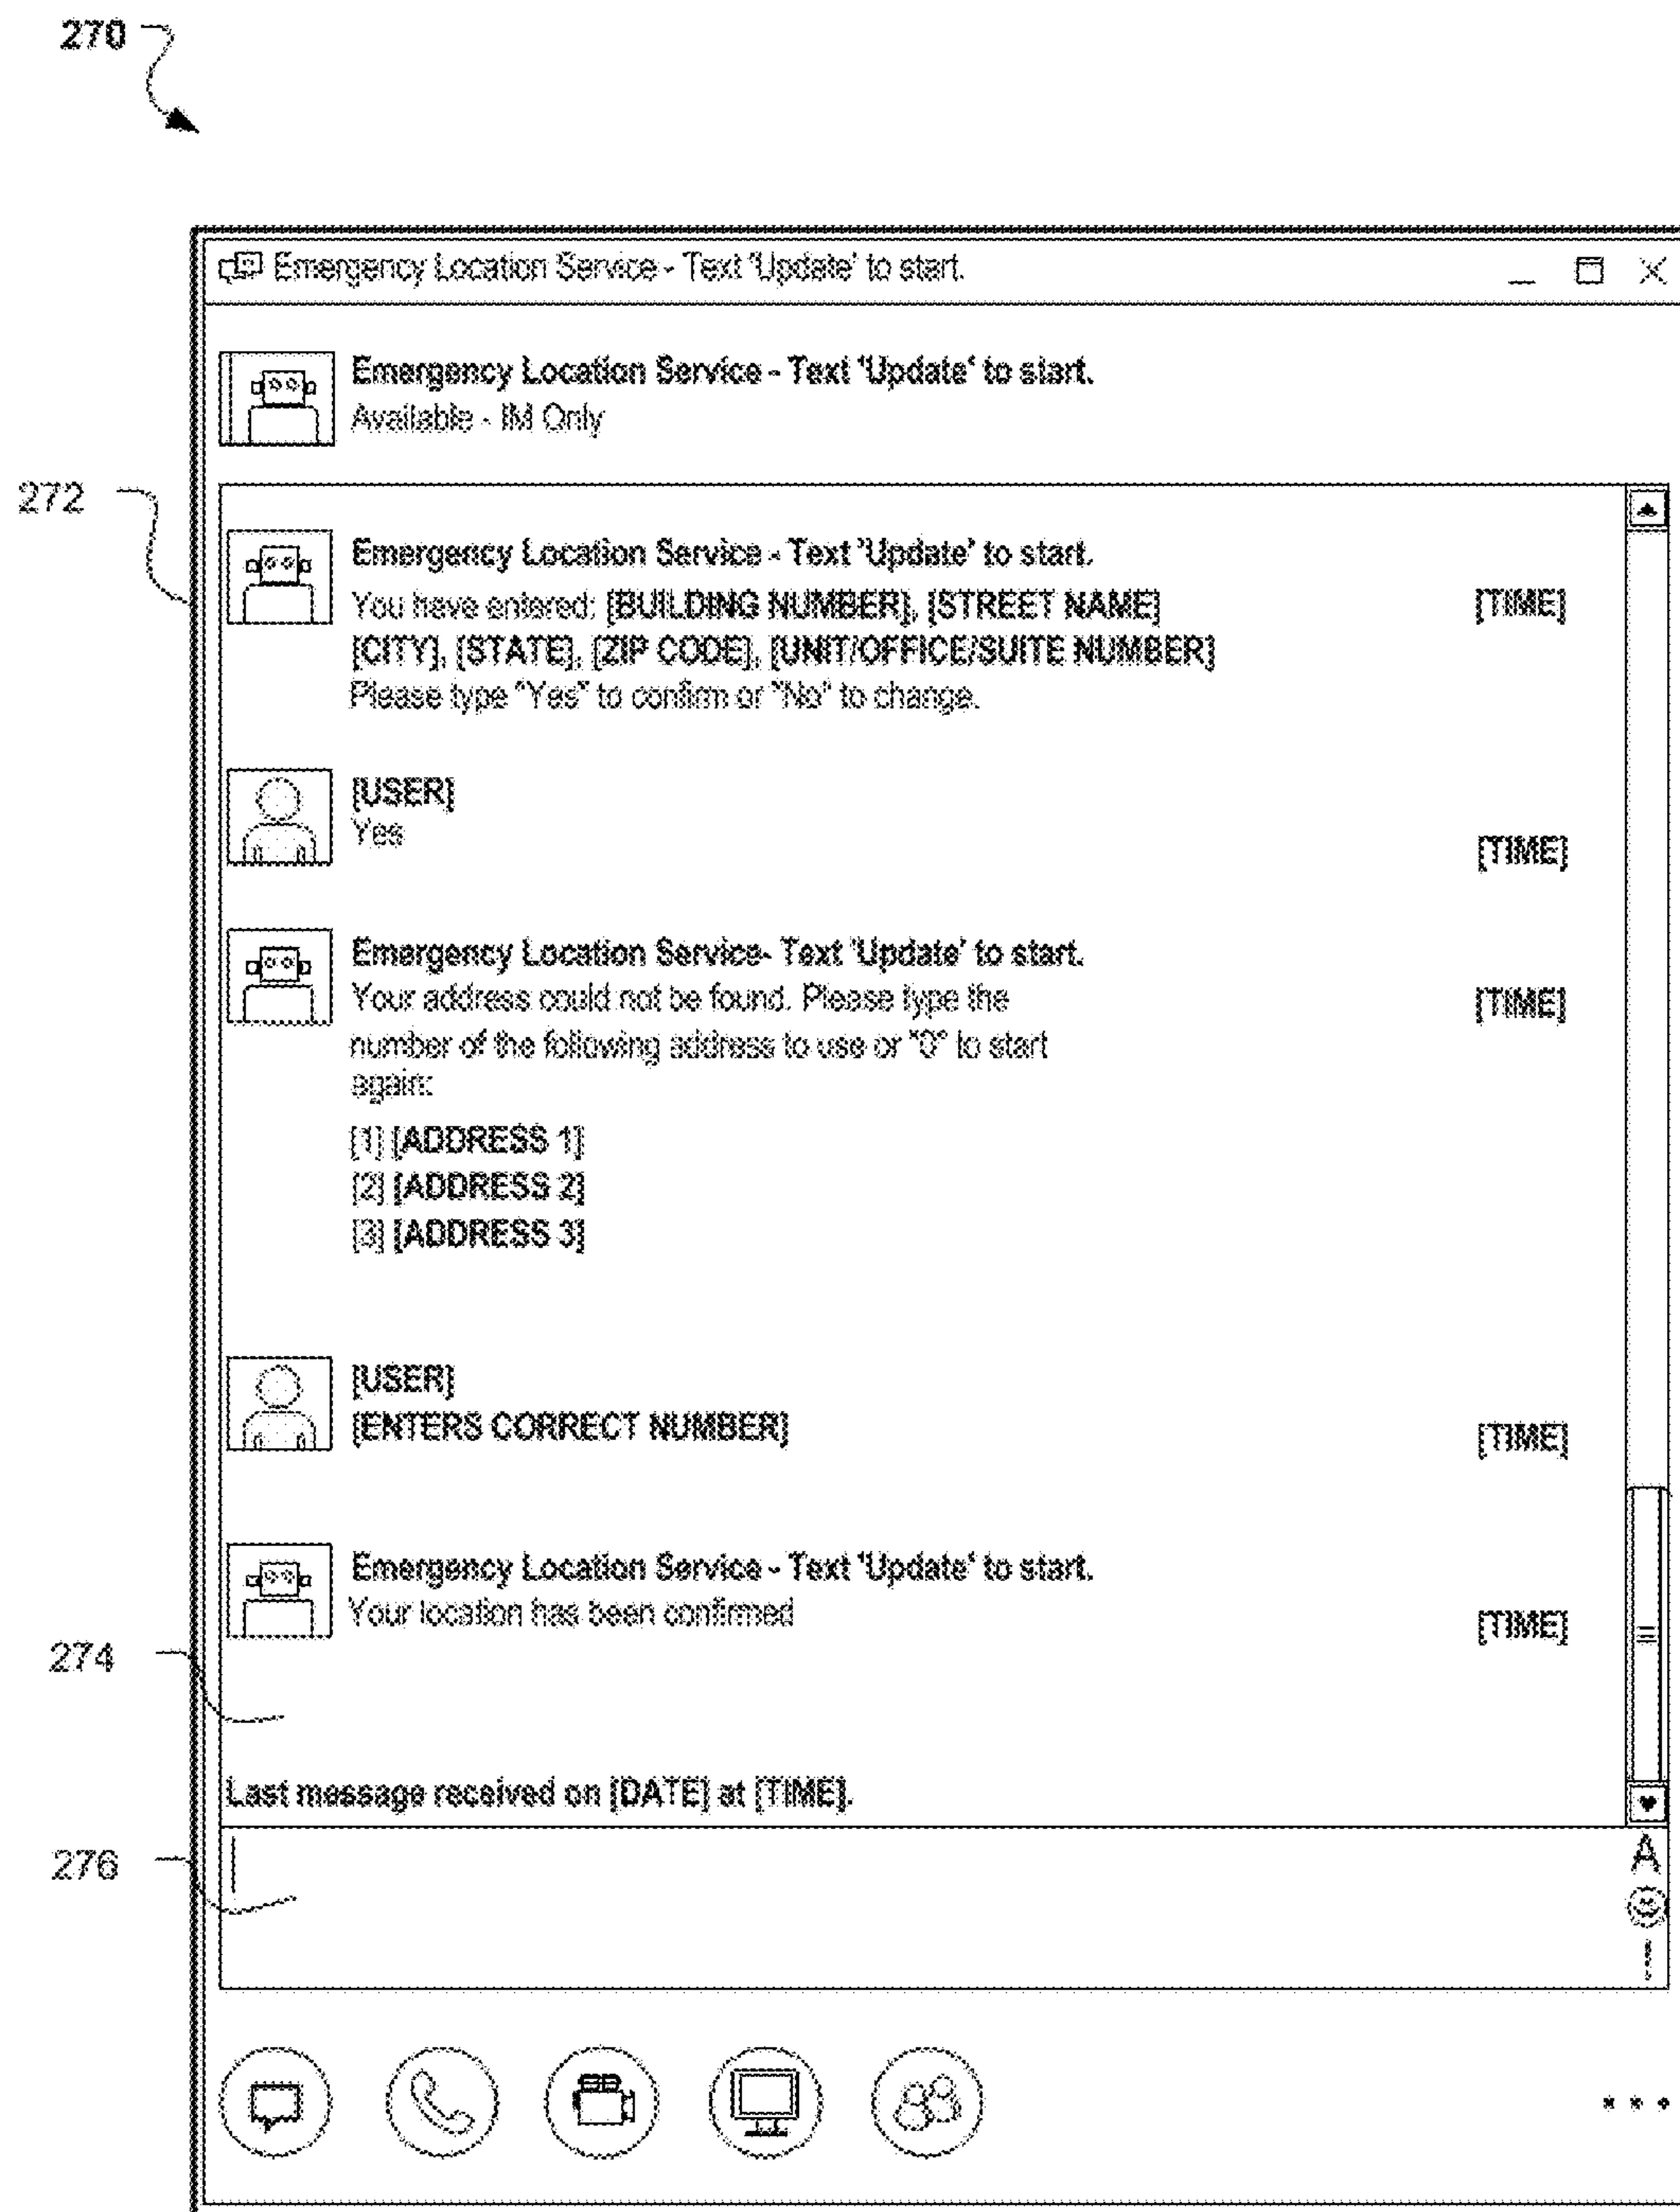 270
Emergency Location Service - Text 'Update' to start.
Emergency Location Service - Text 'Update' to start.
Available - IM Only
272
Emergency Location Service - Text 'Update' to start.
You have entered: [BUILDING NUMBER], [STREET NAME] [TIME]
[CITY], [STATE], [ZIP CODE], [UNIT/OFFICE/SUITE NUMBER]
Please type "Yes" to confirm or "No" to change.
[USER]
Yes
[TIME]
Emergency Location Service- Text 'Update' to start.
Your address could not be found. Please type the [TIME]
number of the following address to use or "0" to start
again:
[1] [ADDRESS 1]
[2] [ADDRESS 2]
[3] [ADDRESS 3]
[USER]
[ENTERS CORRECT NUMBER] [TIME]
Emergency Location Service - Text 'Update' to start.
Your location has been confirmed [TIME]
274
Last message received on [DATE] at [TIME].
276
A
!